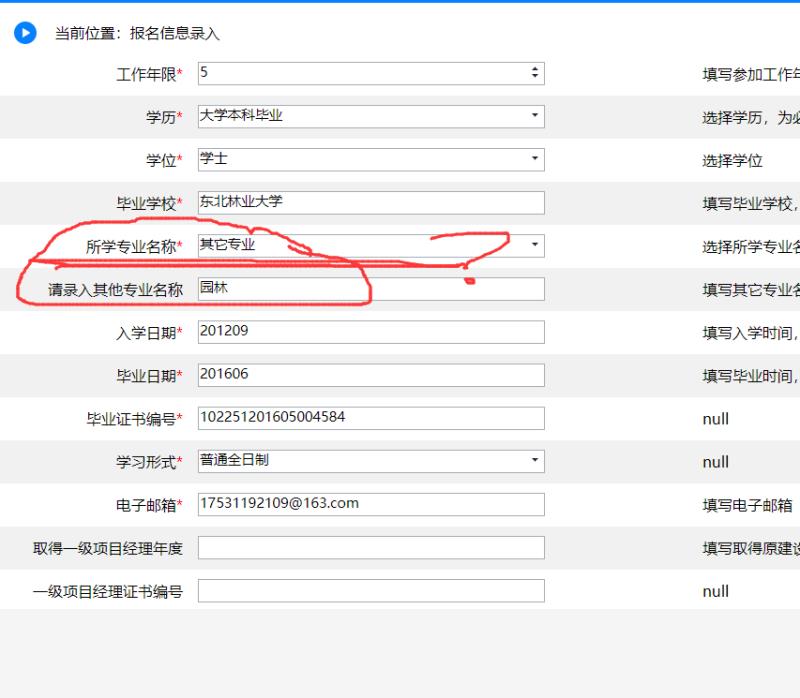 当前位置：报名信息录入
工作年限* 5 填写参加工作年
学历* 大学本科毕业 选择学历，为必
学位* 学士 选择学位
毕业学校* 东北林业大学 填写毕业学校，
所学专业名称* 其它专业 选择所学专业名
请录入其他专业名称 园林 填写其它专业名
入学日期* 201209 填写入学时间，
毕业日期* 201606 填写毕业时间，
毕业证书编号* 102251201605004584 null
学习形式* 普通全日制 null
电子邮箱* 17531192109@163.com 填写电子邮箱
取得一级项目经理年度 填写取得原建设
一级项目经理证书编号 null